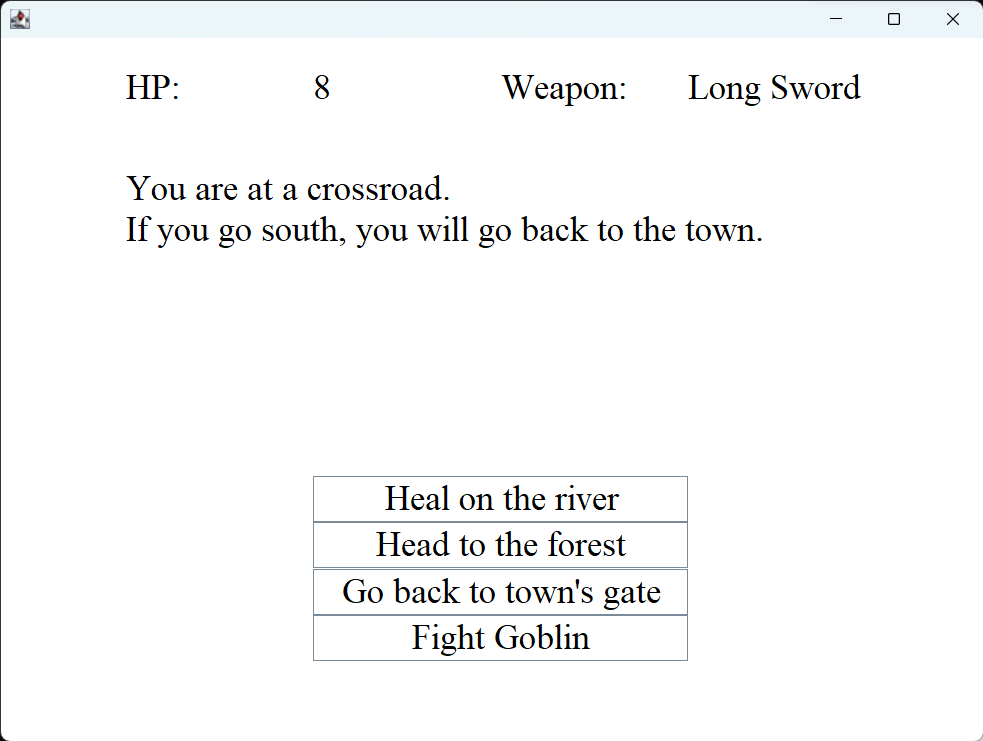 HP: 8 Weapon: Long Sword
You are at a crossroad.
If you go south, you will go back to the town.
Heal on the river
Head to the forest
Go back to town's gate
Fight Goblin